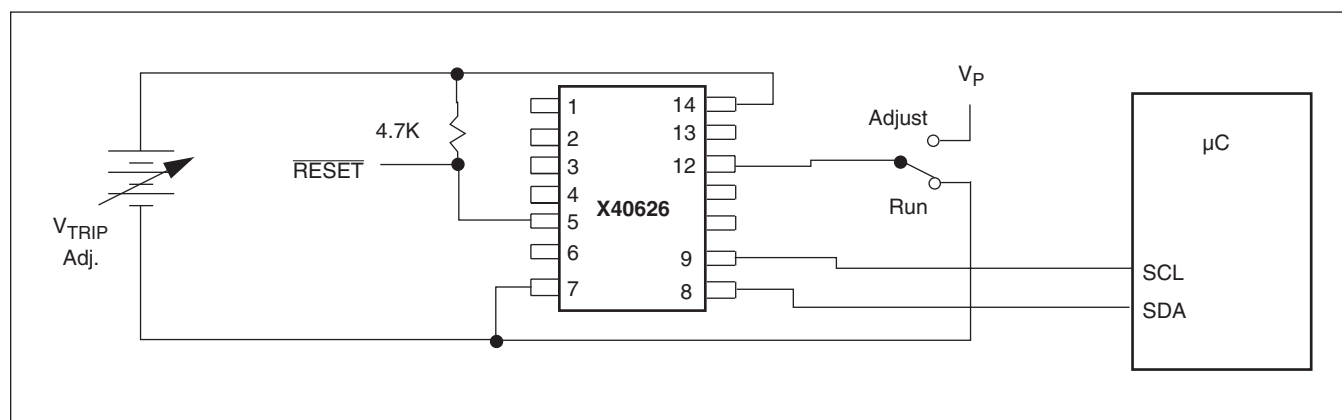 4.7K
RESET
V_TRIP
Adj.
1
2
3
4
5
6
7
X40626
14
13
12
9
8
V_P
Adjust
Run
µC
SCL
SDA